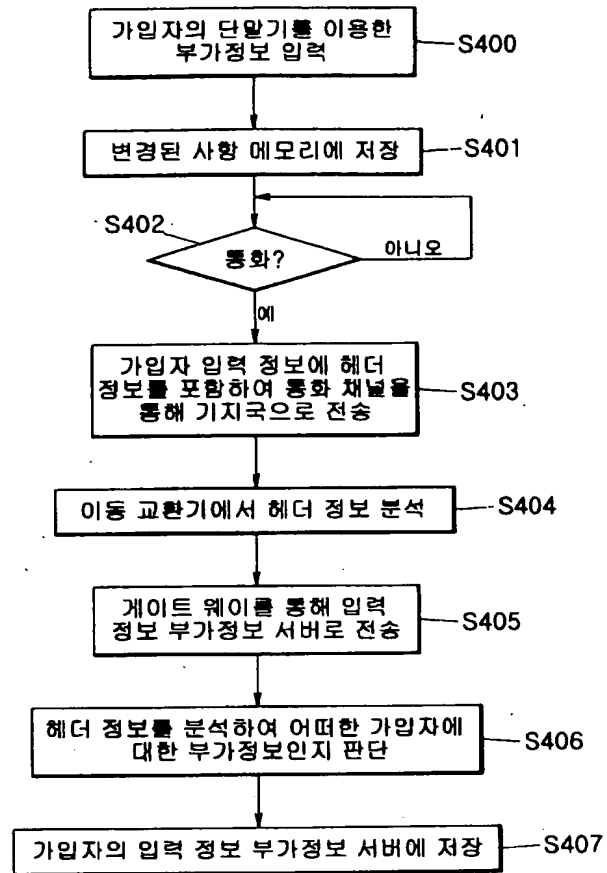 가입자의 단말기를 이용한
부가정보 입력
S400
변경된 사항 메모리에 저장
S401
S402
통화?
아니오
예
가입자 입력 정보에 헤더
정보를 포함하여 통화 채널을
통해 기지국으로 전송
S403
이동 교환기에서 헤더 정보 분석
S404
게이트 웨이를 통해 입력
정보 부가정보 서버로 전송
S405
헤더 정보를 분석하여 어떠한 가입자에
대한 부가정보인지 판단
S406
가입자의 입력 정보 부가정보 서버에 저장
S407